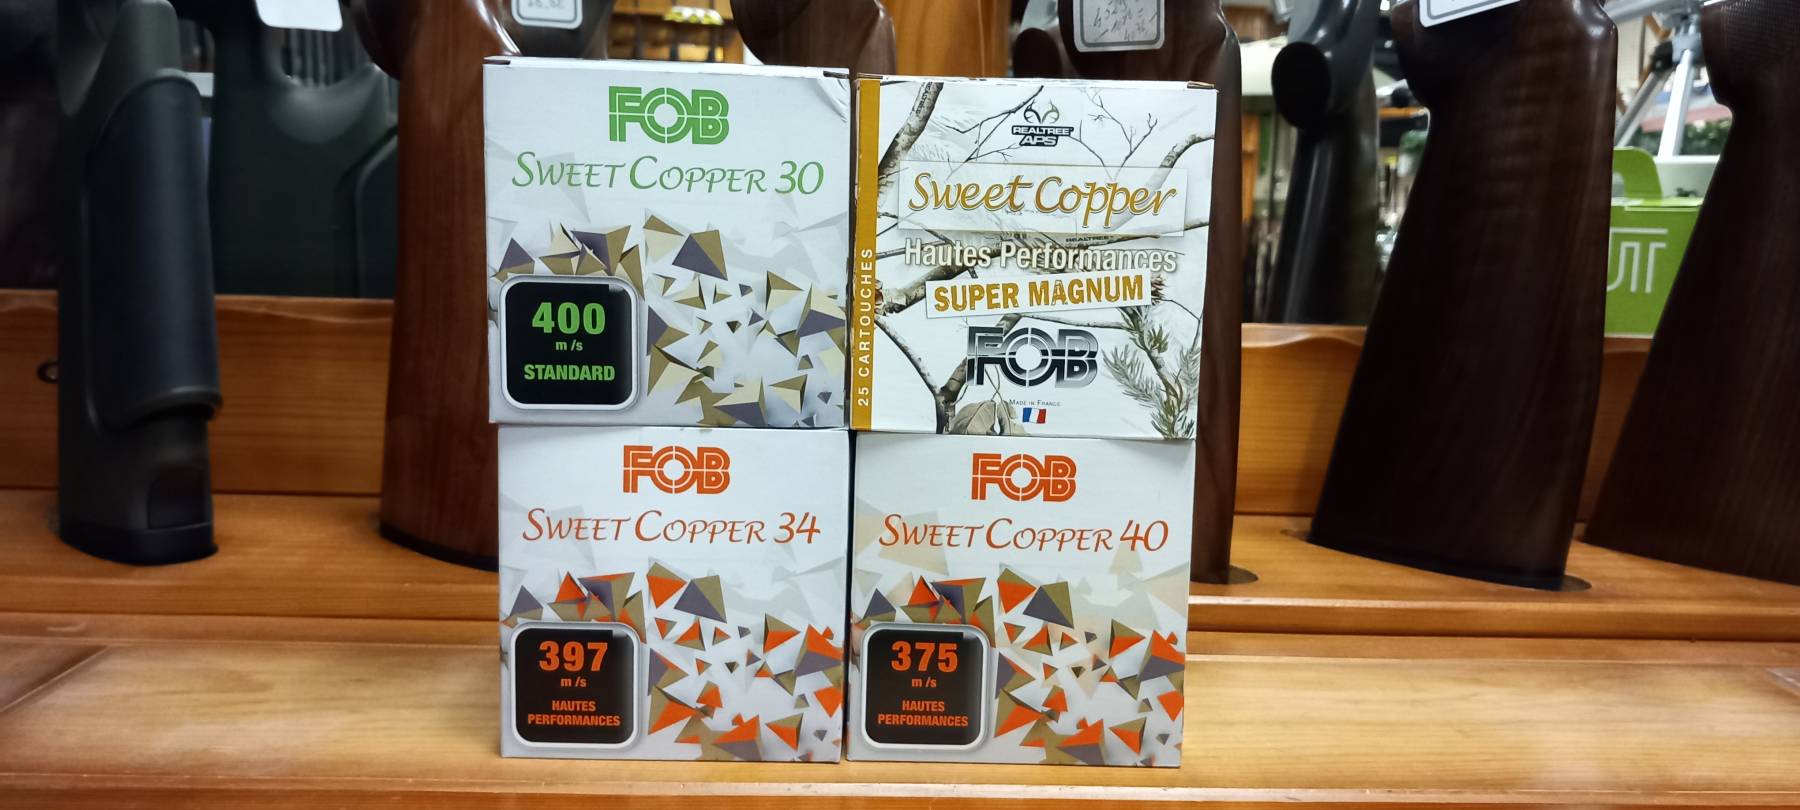 FOB
SWEET COPPER 30
400
m/s
STANDARD
REALTREE
APS
Sweet Copper
REALTREE
Hautes Performances
SUPER MAGNUM
FOB
MADE IN FRANCE
25 CARTOUCHES
FOB
SWEET COPPER 34
397
m/s
HAUTES
PERFORMANCES
FOB
SWEET COPPER 40
375
m/s
HAUTES
PERFORMANCES